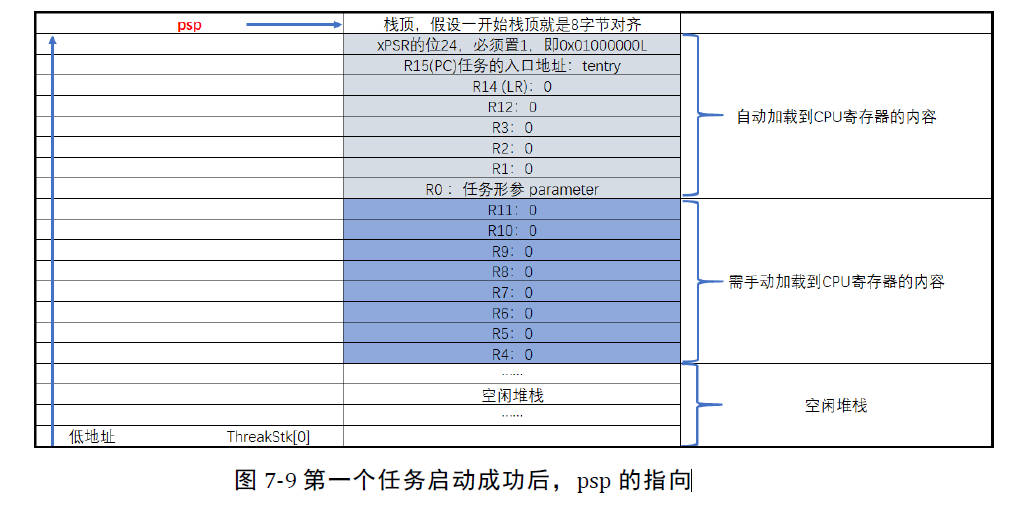 psp 栈顶，假设一开始栈顶就是8字节对齐
xPSR的位24，必须置1，即0x01000000L
R15(PC)任务的入口地址：tentry
R14 (LR)：0
R12：0
R3：0
R2：0
R1：0
R0 ：任务形参 parameter
自动加载到CPU寄存器的内容
R11：0
R10：0
R9：0
R8：0
R7：0
R6：0
R5：0
R4：0
需手动加载到CPU寄存器的内容
……
空闲堆栈
……
空闲堆栈
低地址 ThreakStk[0]
图 7-9 第一个任务启动成功后，psp 的指向